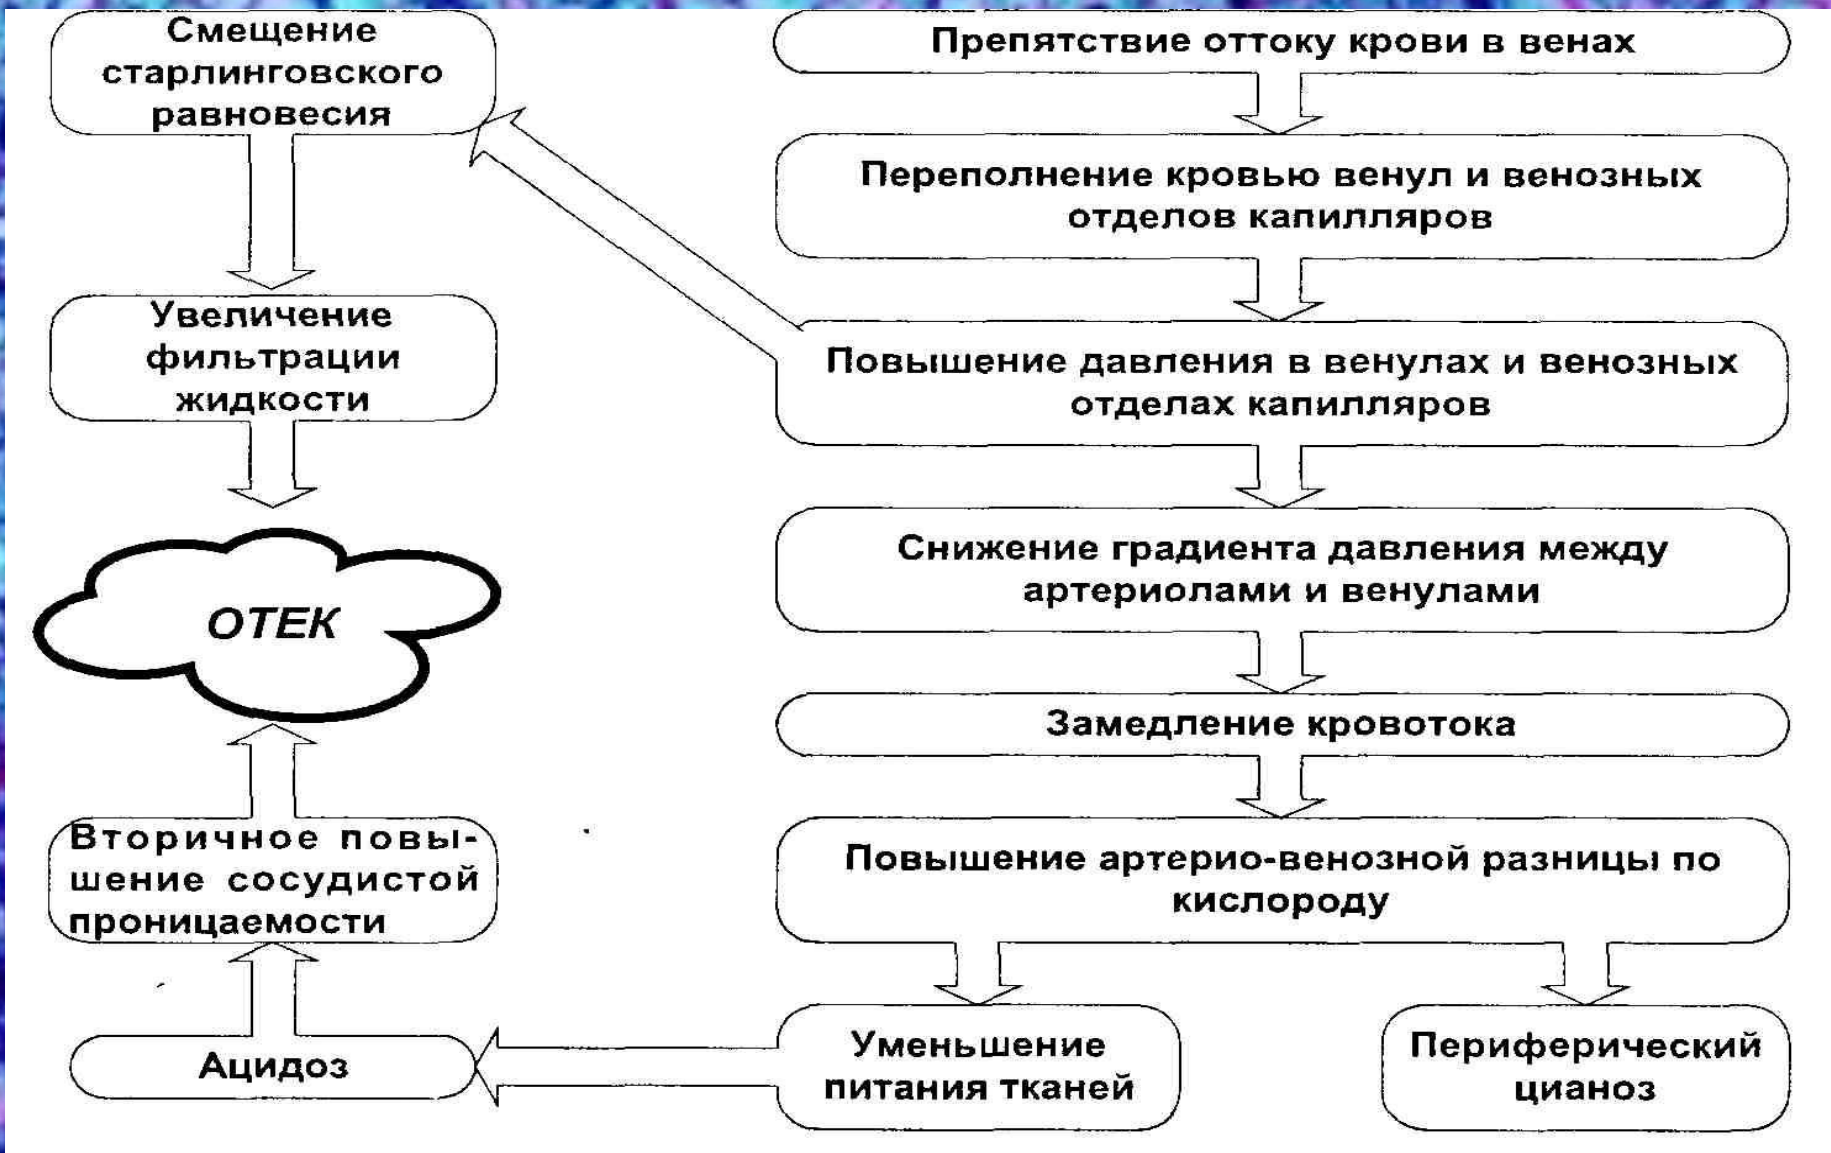 Смещение
старлинговского
равновесия
Увеличение
фильтрации
жидкости
ОТЕК
Вторичное повы-
шение сосудистой
проницаемости
Ацидоз
Препятствие оттоку крови в венах
Переполнение кровью венул и венозных
отделов капилляров
Повышение давления в венулах и венозных
отделах капилляров
Снижение градиента давления между
артериолами и венулами
Замедление кровотока
Повышение артерио-венозной разницы по
кислороду
Уменьшение
питания тканей
Периферический
цианоз